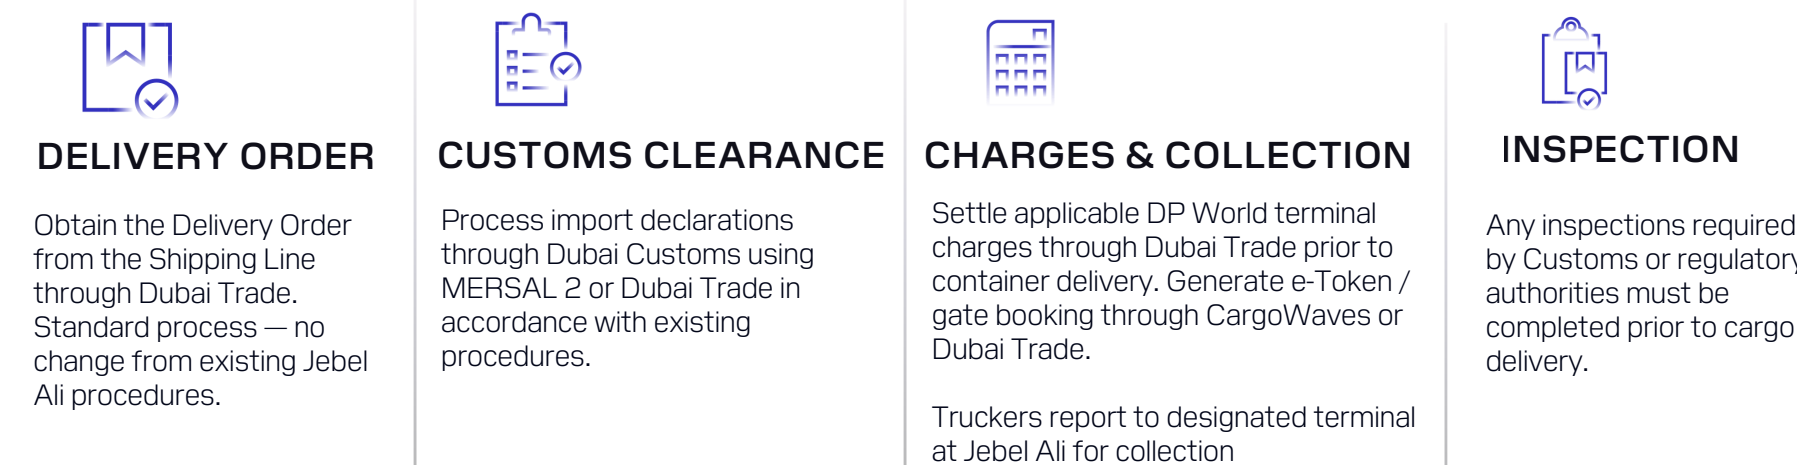 DELIVERY ORDER
Obtain the Delivery Order
from the Shipping Line
through Dubai Trade.
Standard process — no
change from existing Jebel
Ali procedures.
CUSTOMS CLEARANCE
Process import declarations
through Dubai Customs using
MERSAL 2 or Dubai Trade in
accordance with existing
procedures.
CHARGES & COLLECTION
Settle applicable DP World terminal
charges through Dubai Trade prior to
container delivery. Generate e-Token /
gate booking through CargoWaves or
Dubai Trade.
Truckers report to designated terminal
at Jebel Ali for collection
INSPECTION
Any inspections required
by Customs or regulatory
authorities must be
completed prior to cargo
delivery.